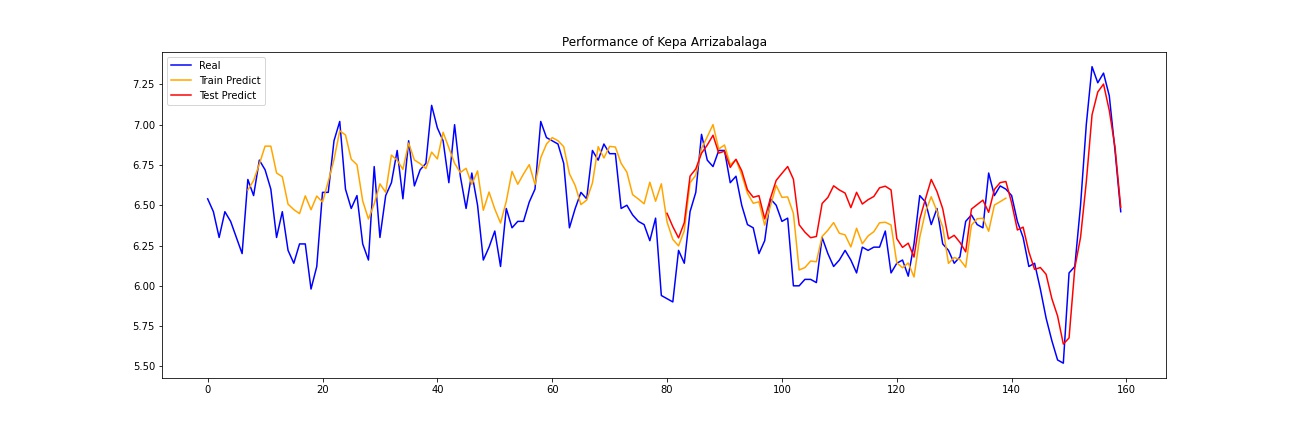 Performance of Kepa Arrizabalaga
Real
Train Predict
Test Predict
7.25
7.00
6.75
6.50
6.25
6.00
5.75
5.50
0 20 40 60 80 100 120 140 160